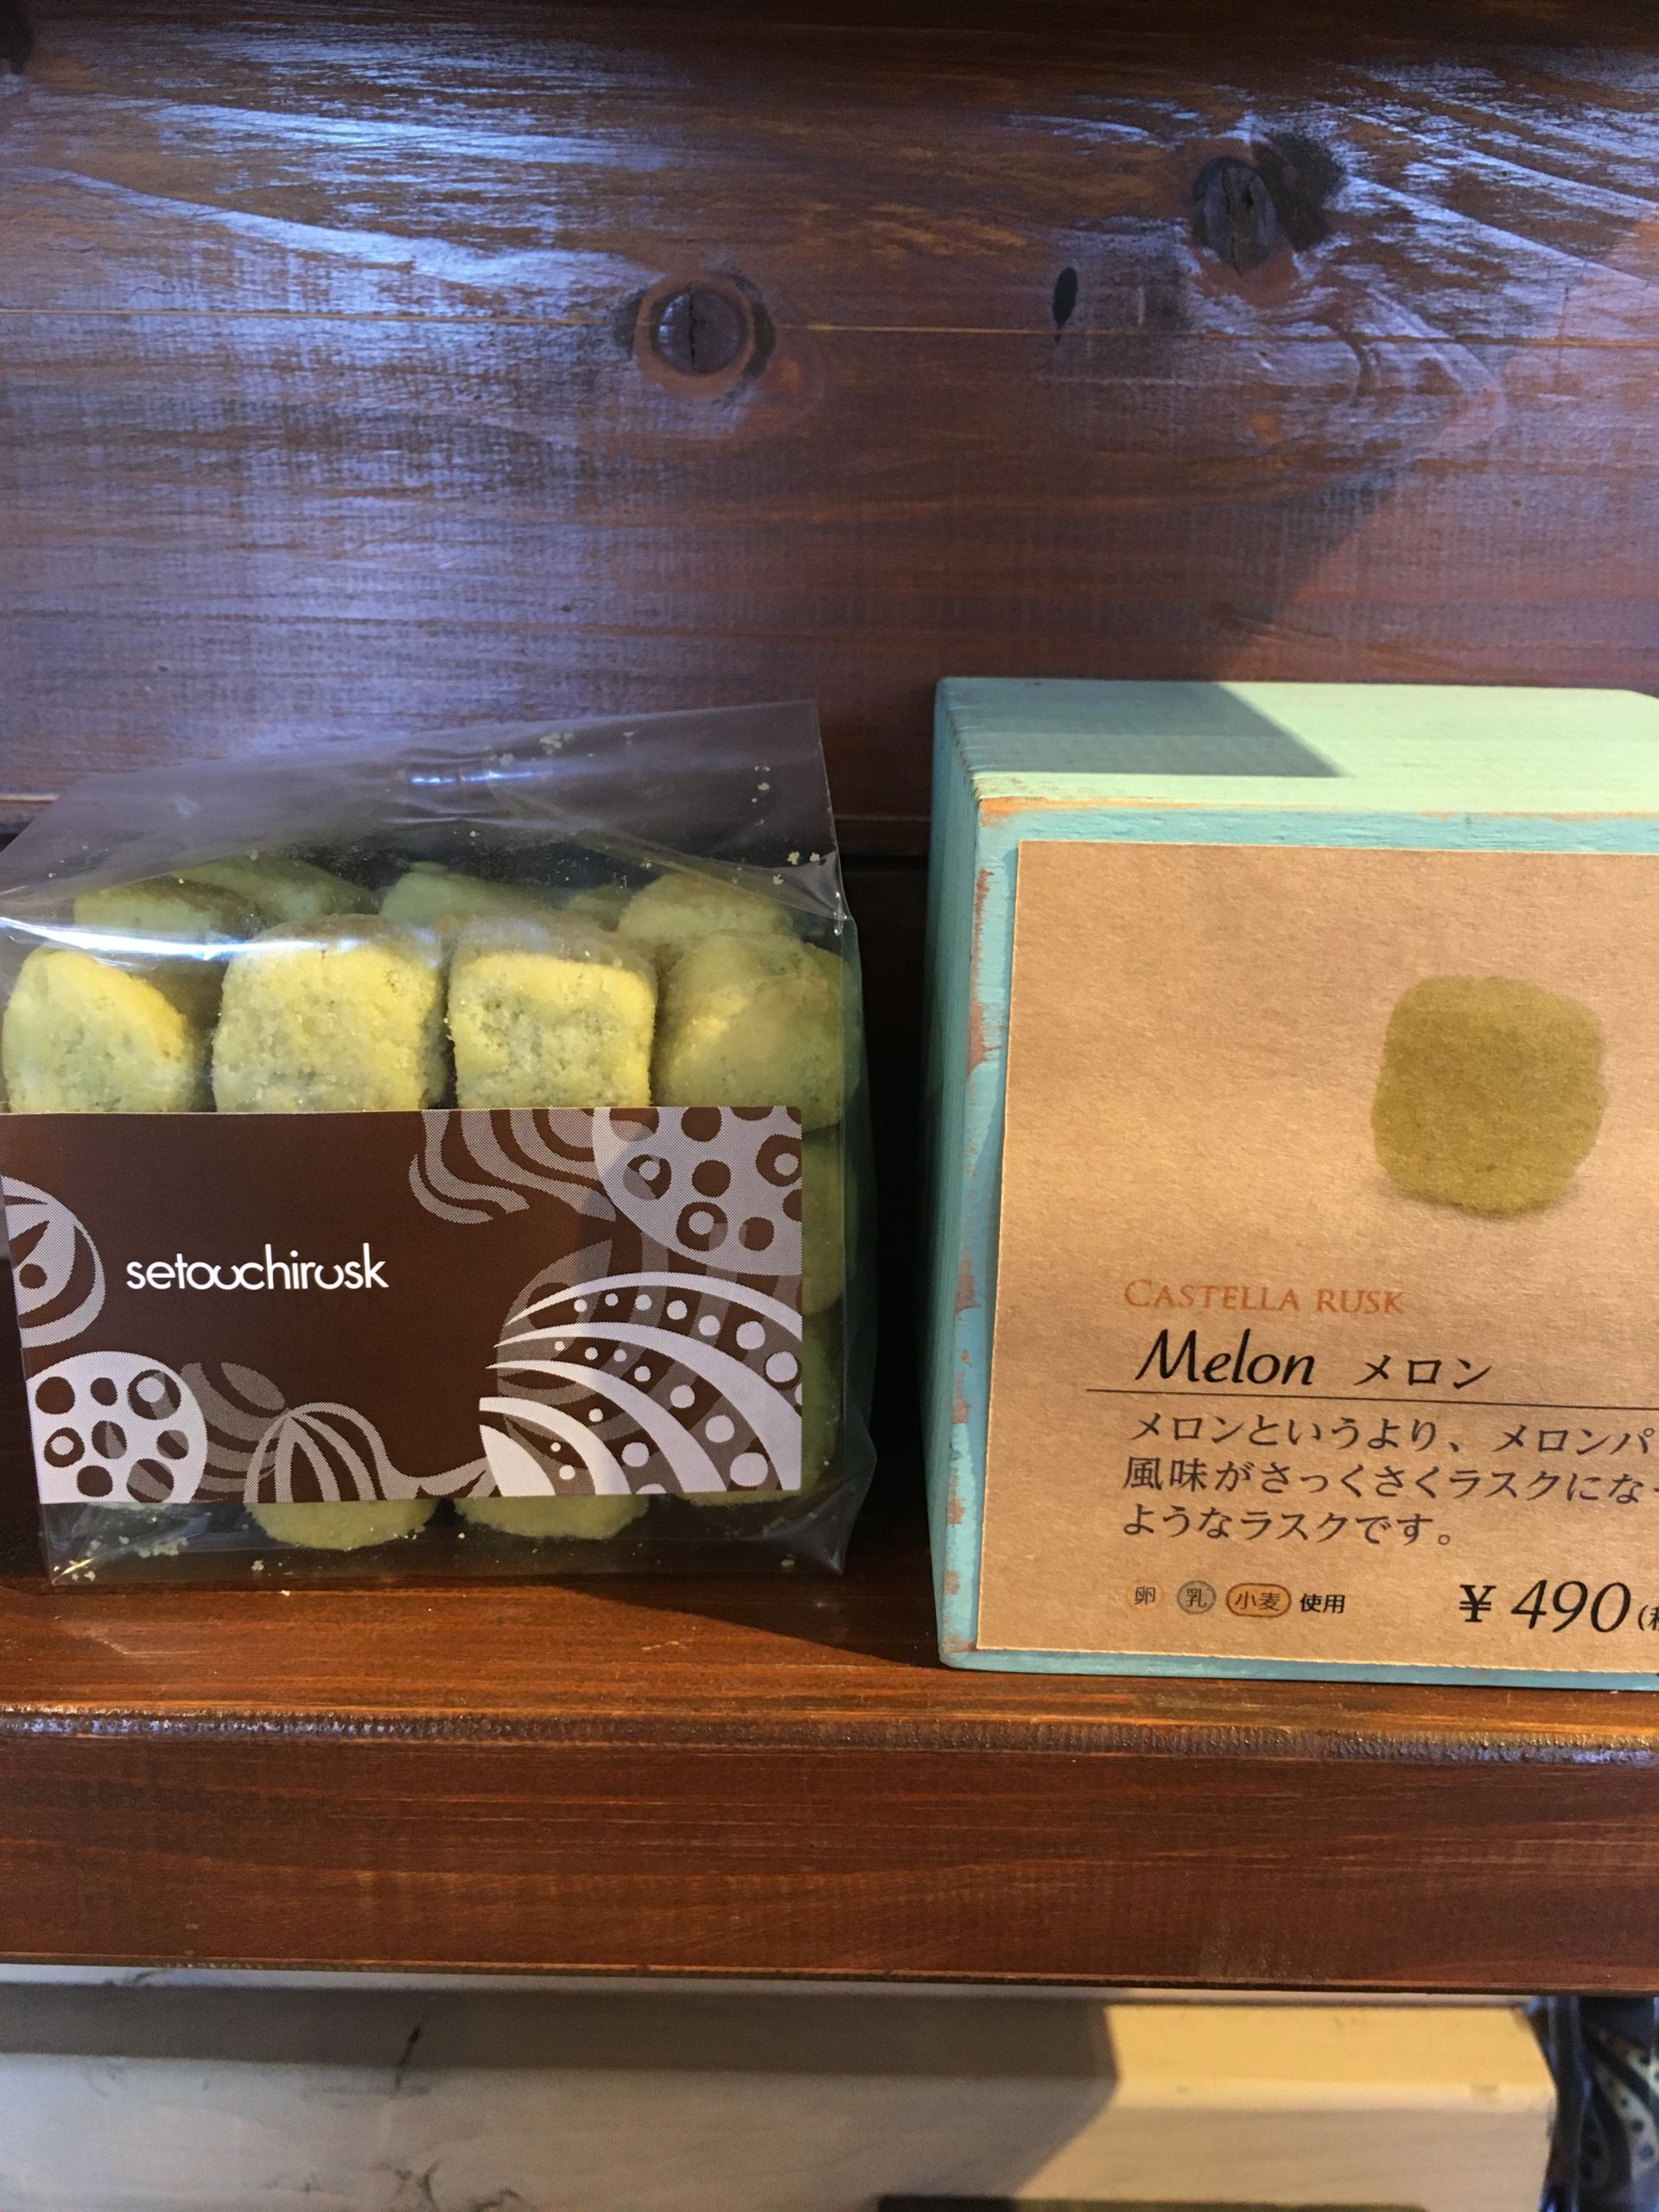 setouchirusk
CASTELLA RUSK
Melon メロン
メロンというより、メロンパ
風味がさっくさくラスクになっ
ようなラスクです。
卵 乳 小麦 使用
¥ 490(税